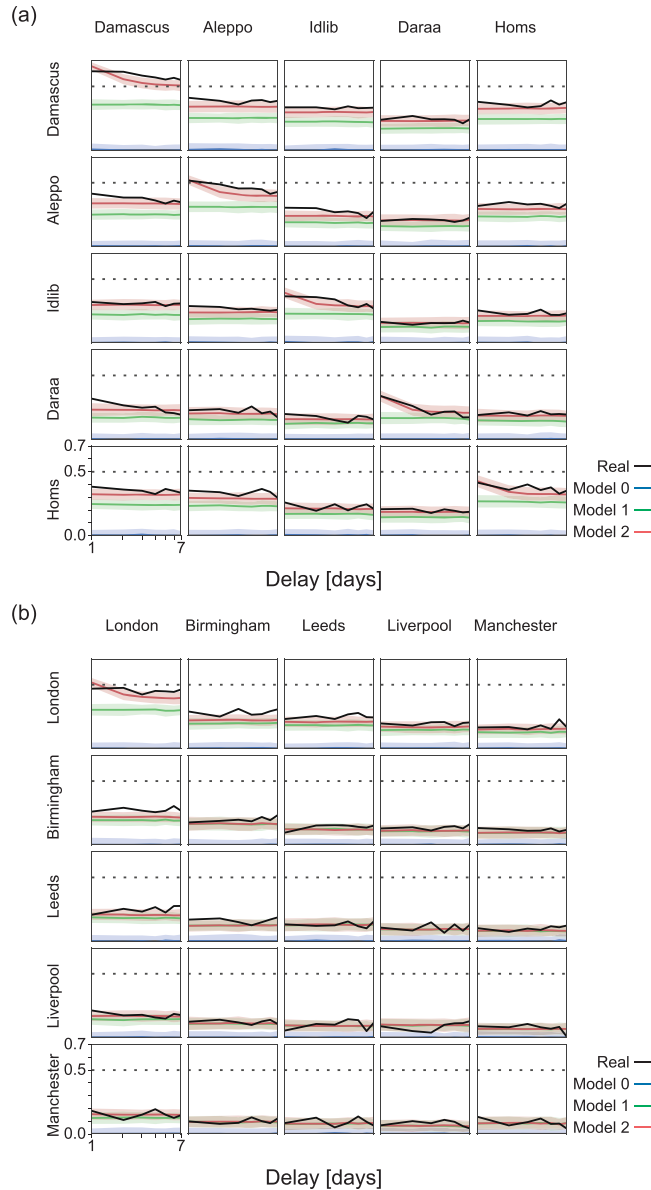 (a)
Damascus Aleppo Idlib Daraa Homs
Damascus
Aleppo
Idlib
Daraa
Homs
0.7
0.5
0.0
1 7
Real
Model 0
Model 1
Model 2
Delay [days]
(b)
London Birmingham Leeds Liverpool Manchester
London
Birmingham
Leeds
Liverpool
Manchester
0.7
0.5
0.0
1 7
Real
Model 0
Model 1
Model 2
Delay [days]